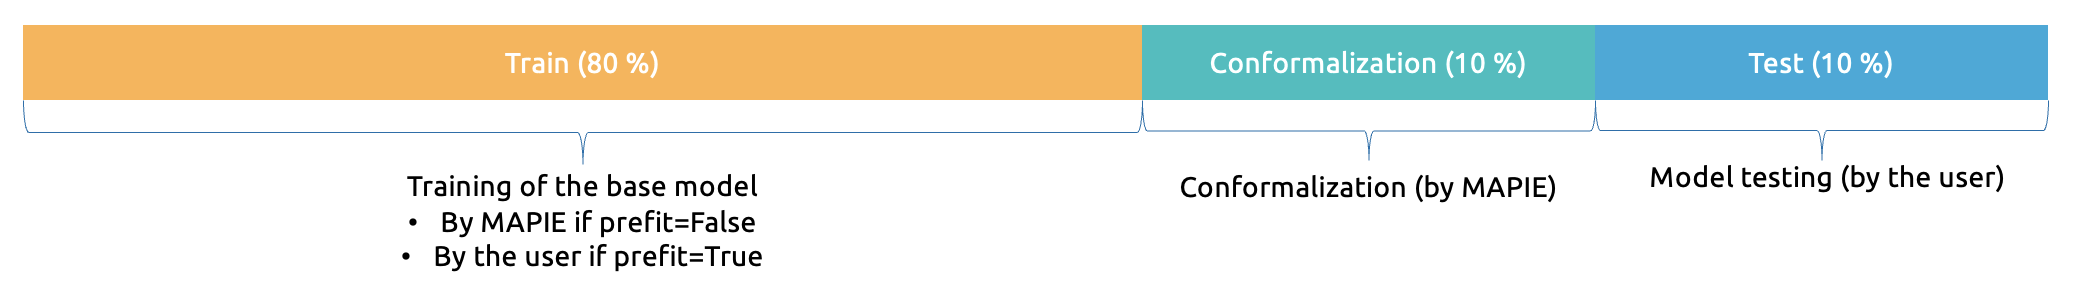 Train (80 %)
Conformalization (10 %)
Test (10 %)
Training of the base model
• By MAPIE if prefit=False
• By the user if prefit=True
Conformalization (by MAPIE)
Model testing (by the user)